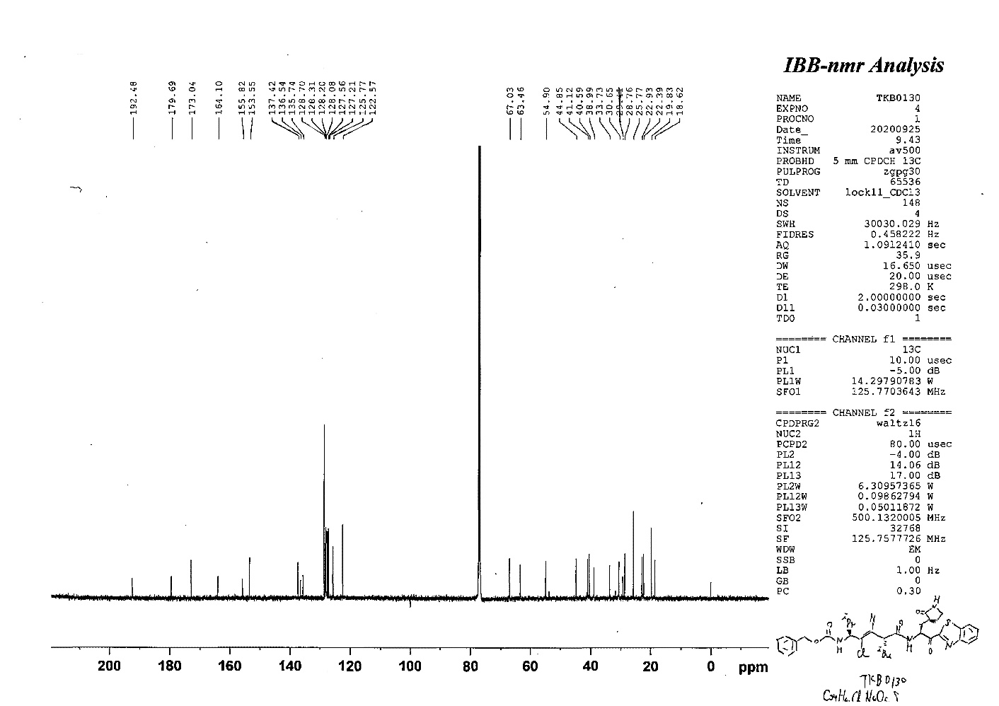 IBB-nmr Analysis
192.48
179.69
173.04
164.10
155.82
153.55
137.42
136.54
135.74
128.70
128.31
128.20
128.08
127.56
127.21
125.77
122.57
67.03
63.46
54.90
44.85
41.12
40.59
38.99
33.73
30.65
28.76
25.77
22.93
22.39
19.83
18.62
NAME TKB0130
EXPNO 4
PROCNO 1
Date_ 20200925
Time 9.43
INSTRUM av500
PROBHD 5 mm CPDCH 13C
PULPROG zgpg30
TD 65536
SOLVENT lock11_CDCl3
NS 148
DS 4
SWH 30030.029 Hz
FIDRES 0.458222 Hz
AQ 1.0912410 sec
RG 35.9
DW 16.650 usec
DE 20.00 usec
TE 298.0 K
D1 2.00000000 sec
D11 0.03000000 sec
TD0 1
======== CHANNEL f1 ========
NUC1 13C
P1 10.00 usec
PL1 -5.00 dB
PL1W 14.29790783 W
SFO1 125.7703643 MHz
======== CHANNEL f2 ========
CPDPRG2 waltz16
NUC2 1H
PCPD2 80.00 usec
PL2 -4.00 dB
PL12 14.06 dB
PL13 17.00 dB
PL2W 6.30957365 W
PL12W 0.09862794 W
PL13W 0.05011872 W
SFO2 500.1320005 MHz
SI 32768
SF 125.7577726 MHz
WDW EM
SSB 0
LB 1.00 Hz
GB 0
PC 0.30
200 180 160 140 120 100 80 60 40 20 0 ppm
TKB0130